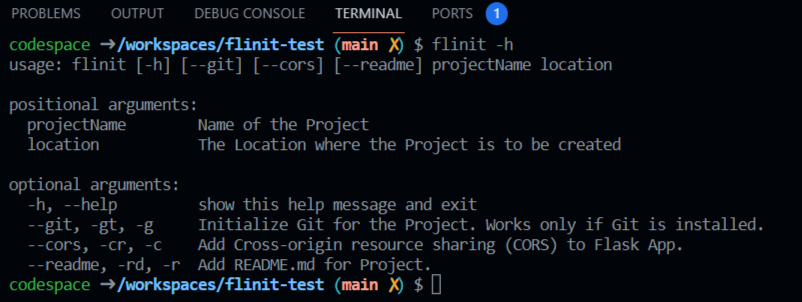 PROBLEMS OUTPUT DEBUG CONSOLE TERMINAL PORTS 1
codespace ➜/workspaces/flinit-test (main ✗) $ flinit -h
usage: flinit [-h] [--git] [--cors] [--readme] projectName location
positional arguments:
projectName Name of the Project
location The Location where the Project is to be created
optional arguments:
-h, --help show this help message and exit
--git, -gt, -g Initialize Git for the Project. Works only if Git is installed.
--cors, -cr, -c Add Cross-origin resource sharing (CORS) to Flask App.
--readme, -rd, -r Add README.md for Project.
codespace ➜/workspaces/flinit-test (main ✗) $